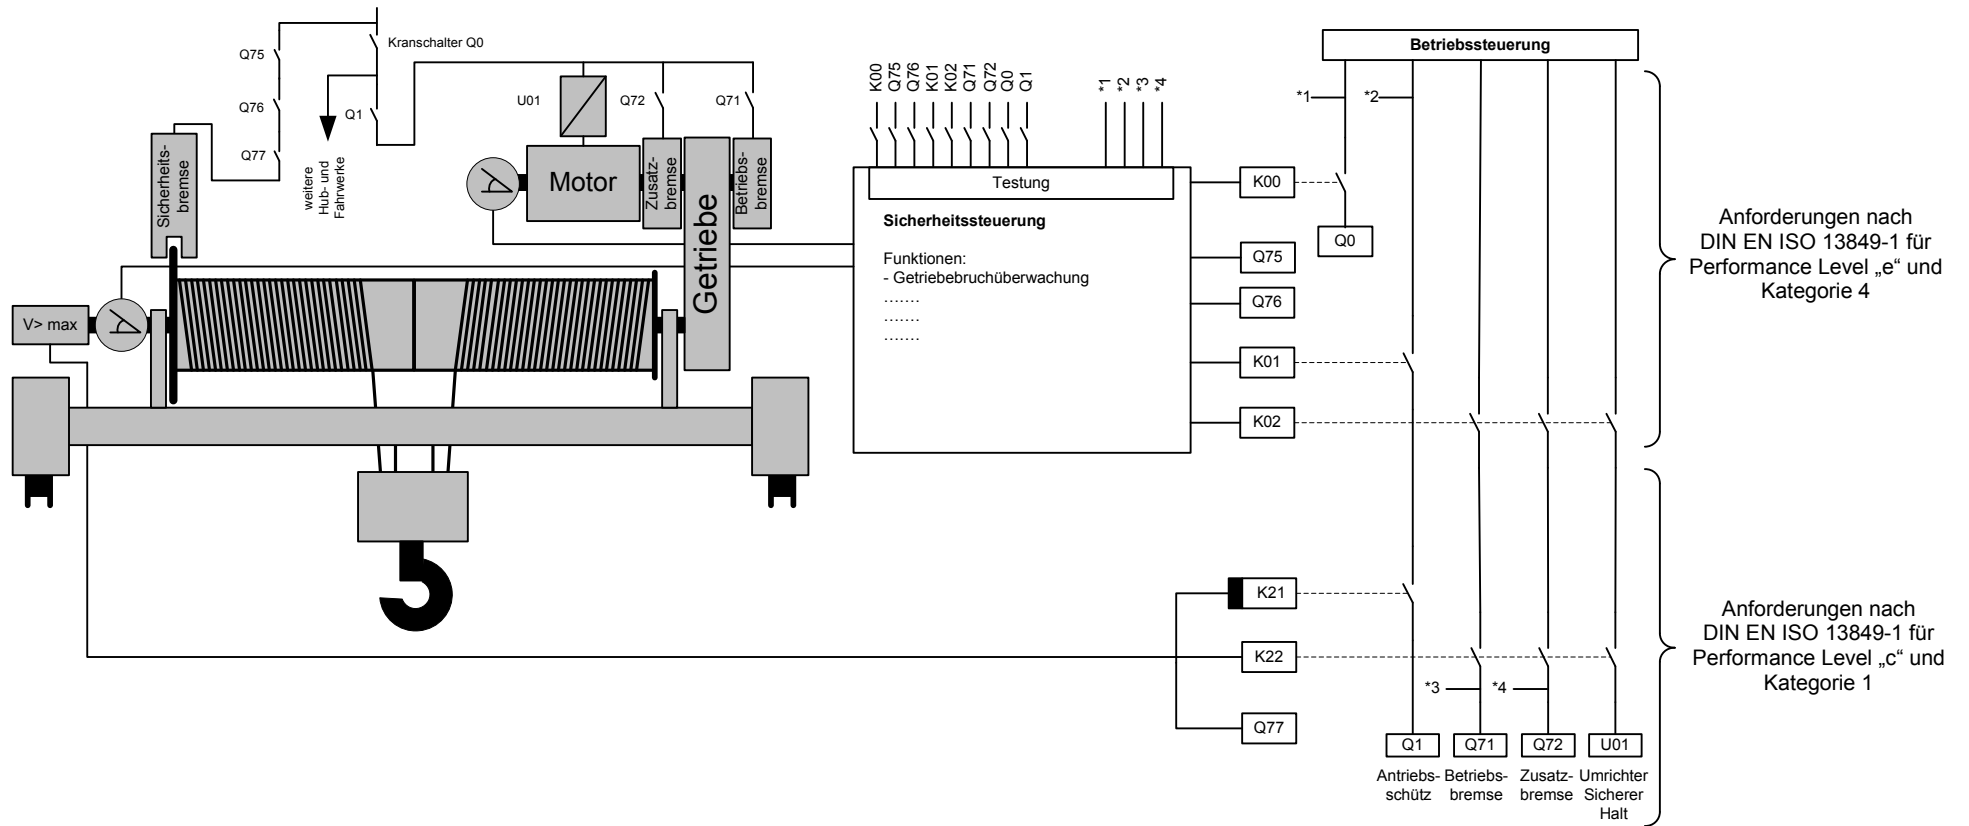 Q75
Kranschalter Q0
Q76
Q77
Q1
weitere
Hub- und
Fahrwerke
Sicherheits-
bremse
U01
Q72
Q71
Motor
Zusatz-
bremse
Getriebe
Betriebs-
bremse
V> max
K00
Q75
Q76
K01
K02
Q71
Q72
Q0
Q1
*1
*2
*3
*4
Testung
Sicherheitssteuerung
Funktionen:
- Getriebebruchüberwachung
.......
.......
.......
Betriebssteuerung
*1
*2
K00
Q0
Q75
Q76
K01
K02
K21
K22
Q77
*3
*4
Q1
Q71
Q72
U01
Antriebs-
schütz
Betriebs-
bremse
Zusatz-
bremse
Umrichter
Sicherer
Halt
Anforderungen nach
DIN EN ISO 13849-1 für
Performance Level „e“ und
Kategorie 4
Anforderungen nach
DIN EN ISO 13849-1 für
Performance Level „c“ und
Kategorie 1